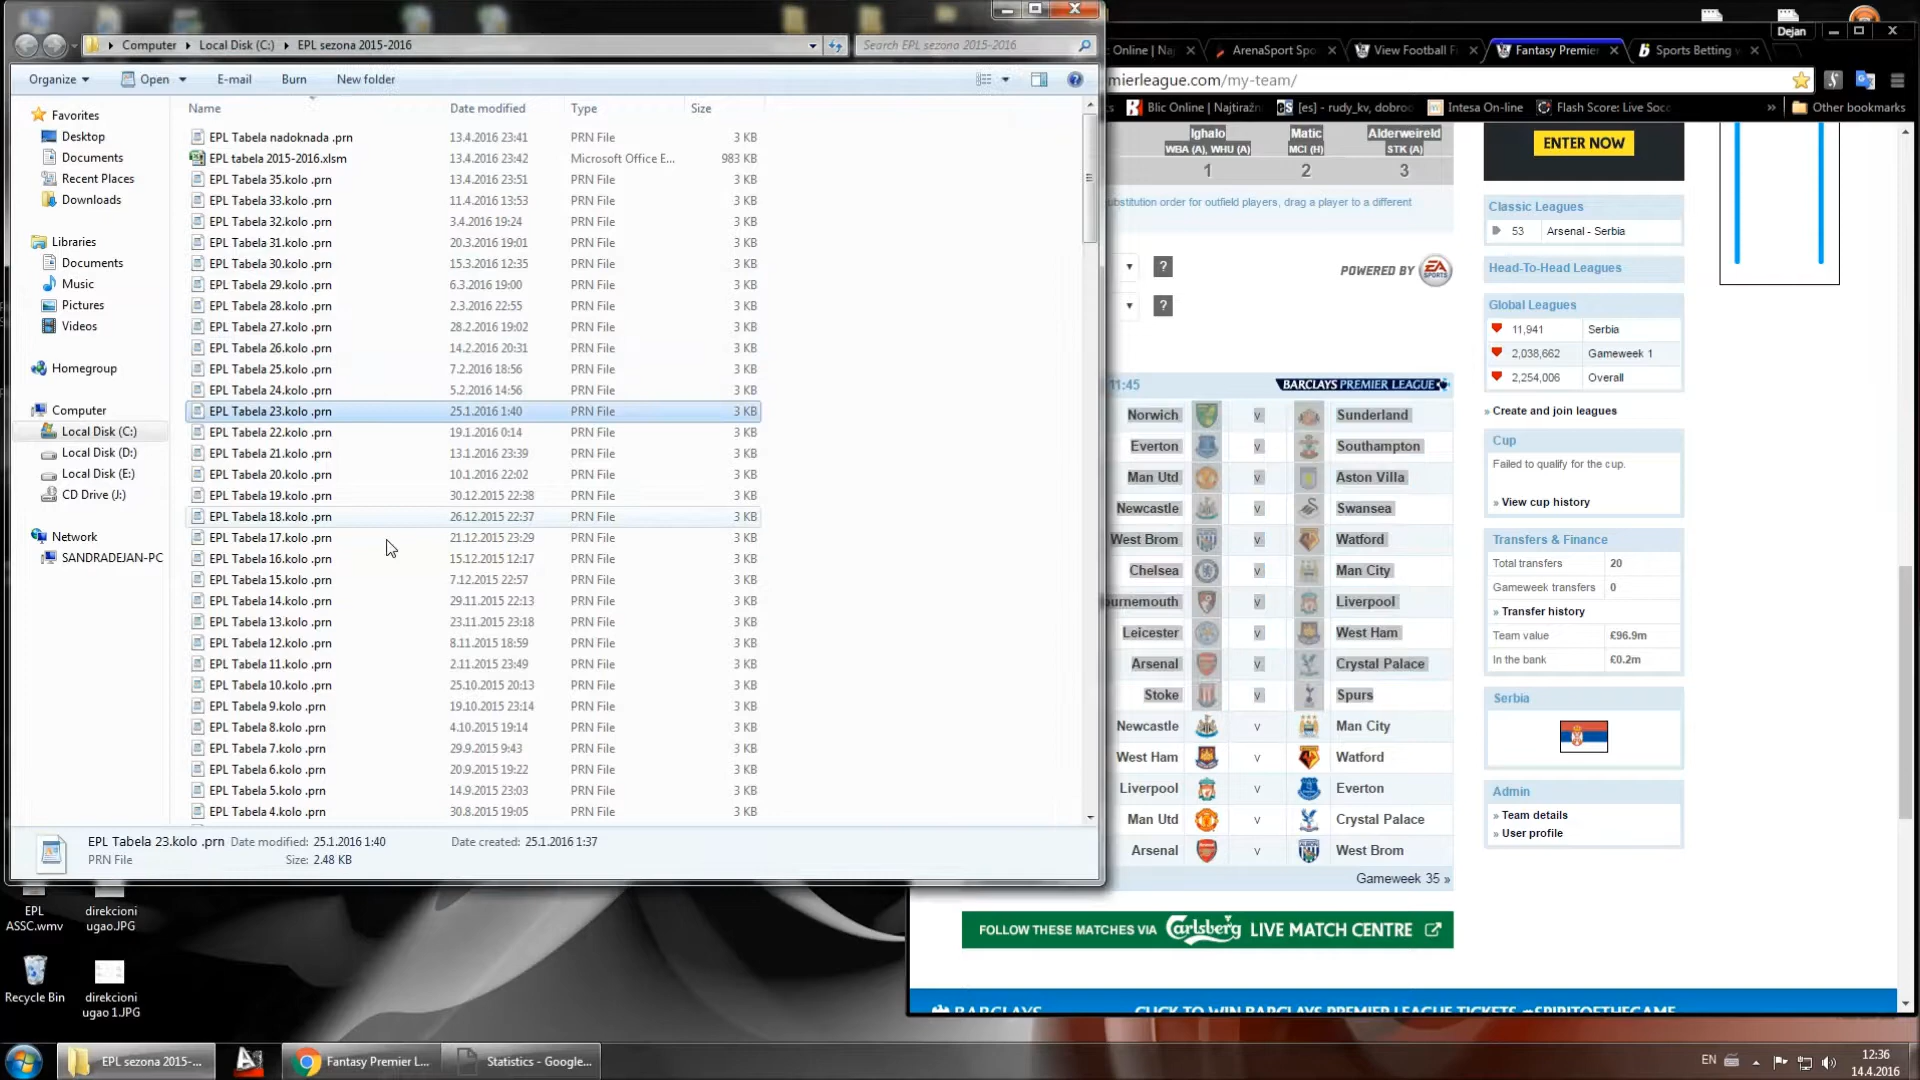 Computer ▸ Local Disk (C:) ▸ EPL sezona 2015-2016
Search EPL sezona 2015-2016
Organize Open E-mail Burn New folder
Name Date modified Type Size
Favorites
Desktop
Documents
Recent Places
Downloads
Libraries
Documents
Music
Pictures
Videos
Homegroup
Computer
Local Disk (C:)
Local Disk (D:)
Local Disk (E:)
CD Drive (J:)
Network
SANDRADEJAN-PC
EPL Tabela nadoknada .prn 13.4.2016 23:41 PRN File 3 KB
EPL tabela 2015-2016.xlsm 13.4.2016 23:42 Microsoft Office E... 983 KB
EPL Tabela 35.kolo .prn 13.4.2016 23:51 PRN File 3 KB
EPL Tabela 33.kolo .prn 11.4.2016 13:53 PRN File 3 KB
EPL Tabela 32.kolo .prn 3.4.2016 19:24 PRN File 3 KB
EPL Tabela 31.kolo .prn 20.3.2016 19:01 PRN File 3 KB
EPL Tabela 30.kolo .prn 15.3.2016 12:35 PRN File 3 KB
EPL Tabela 29.kolo .prn 6.3.2016 19:00 PRN File 3 KB
EPL Tabela 28.kolo .prn 2.3.2016 22:55 PRN File 3 KB
EPL Tabela 27.kolo .prn 28.2.2016 19:02 PRN File 3 KB
EPL Tabela 26.kolo .prn 14.2.2016 20:31 PRN File 3 KB
EPL Tabela 25.kolo .prn 7.2.2016 18:56 PRN File 3 KB
EPL Tabela 24.kolo .prn 5.2.2016 14:56 PRN File 3 KB
EPL Tabela 23.kolo .prn 25.1.2016 1:40 PRN File 3 KB
EPL Tabela 22.kolo .prn 19.1.2016 0:14 PRN File 3 KB
EPL Tabela 21.kolo .prn 13.1.2016 23:39 PRN File 3 KB
EPL Tabela 20.kolo .prn 10.1.2016 22:02 PRN File 3 KB
EPL Tabela 19.kolo .prn 30.12.2015 22:38 PRN File 3 KB
EPL Tabela 18.kolo .prn 26.12.2015 22:37 PRN File 3 KB
EPL Tabela 17.kolo .prn 21.12.2015 23:29 PRN File 3 KB
EPL Tabela 16.kolo .prn 15.12.2015 12:17 PRN File 3 KB
EPL Tabela 15.kolo .prn 7.12.2015 22:57 PRN File 3 KB
EPL Tabela 14.kolo .prn 29.11.2015 22:13 PRN File 3 KB
EPL Tabela 13.kolo .prn 23.11.2015 23:18 PRN File 3 KB
EPL Tabela 12.kolo .prn 8.11.2015 18:59 PRN File 3 KB
EPL Tabela 11.kolo .prn 2.11.2015 23:49 PRN File 3 KB
EPL Tabela 10.kolo .prn 25.10.2015 20:13 PRN File 3 KB
EPL Tabela 9.kolo .prn 19.10.2015 23:14 PRN File 3 KB
EPL Tabela 8.kolo .prn 4.10.2015 19:14 PRN File 3 KB
EPL Tabela 7.kolo .prn 29.9.2015 9:43 PRN File 3 KB
EPL Tabela 6.kolo .prn 20.9.2015 19:22 PRN File 3 KB
EPL Tabela 5.kolo .prn 14.9.2015 23:03 PRN File 3 KB
EPL Tabela 4.kolo .prn 30.8.2015 19:05 PRN File 3 KB
EPL Tabela 23.kolo .prn Date modified: 25.1.2016 1:40 Date created: 25.1.2016 1:37
PRN File Size: 2.48 KB
Dejan
Online | Naj ArenaSport Spo View Football F Fantasy Premier Sports Betting
mierleague.com/my-team/
Blic Online | Najtiražn [es] - rudy_kv, dobrod Intesa On-line Flash Score: Live Socc » Other bookmarks
Ighalo Matic Alderweireld
WBA (A), WHU (A) MCI (H) STK (A)
1 2 3
substitution order for outfield players, drag a player to a different
?
?
POWERED BY EA SPORTS
11:45 BARCLAYS PREMIER LEAGUE
Norwich v Sunderland
Everton v Southampton
Man Utd v Aston Villa
Newcastle v Swansea
West Brom v Watford
Chelsea v Man City
urnemouth v Liverpool
Leicester v West Ham
Arsenal v Crystal Palace
Stoke v Spurs
Newcastle v Man City
West Ham v Watford
Liverpool v Everton
Man Utd v Crystal Palace
Arsenal v West Brom
Gameweek 35 »
FOLLOW THESE MATCHES VIA Carlsberg LIVE MATCH CENTRE
BARCLAYS CLICK TO WIN BARCLAYS PREMIER LEAGUE TICKETS #SPIRITOFTHEGAME
ENTER NOW
Classic Leagues
53 Arsenal - Serbia
Head-To-Head Leagues
Global Leagues
11,941 Serbia
2,038,662 Gameweek 1
2,254,006 Overall
» Create and join leagues
Cup
Failed to qualify for the cup.
» View cup history
Transfers & Finance
Total transfers 20
Gameweek transfers 0
» Transfer history
Team value £96.9m
In the bank £0.2m
Serbia
Admin
» Team details
» User profile
EPL
ASSC.wmv
direkcioni
ugao.JPG
Recycle Bin
direkcioni
ugao 1.JPG
EPL sezona 2015-... Fantasy Premier L... Statistics - Google...
EN
12:36
14.4.2016